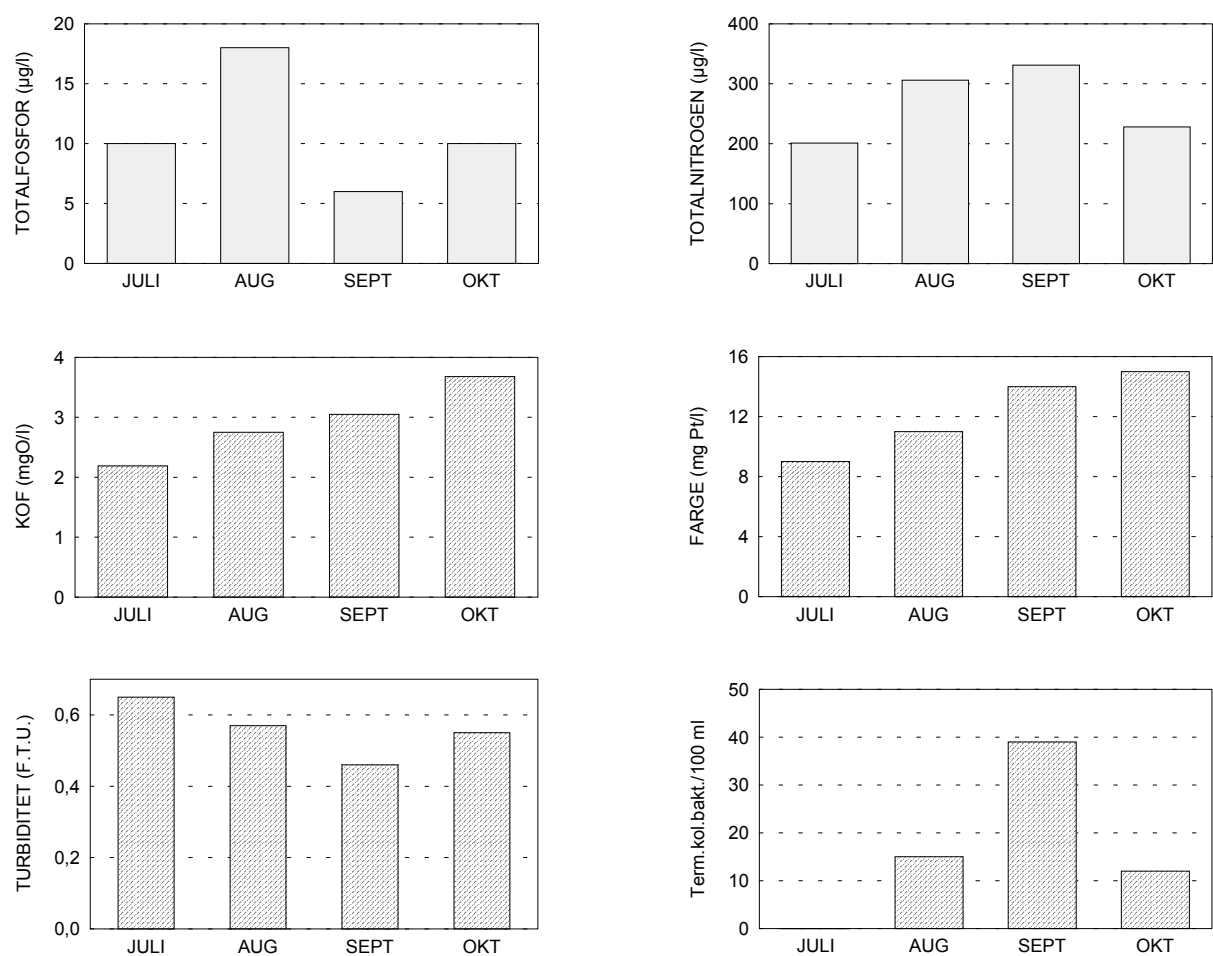 TOTALFOSFOR (µg/l)
20
15
10
5
0
JULI AUG SEPT OKT
TOTALNITROGEN (µg/l)
400
300
200
100
0
JULI AUG SEPT OKT
KOF (mgO/l)
4
3
2
1
0
JULI AUG SEPT OKT
FARGE (mg Pt/l)
16
12
8
4
0
JULI AUG SEPT OKT
TURBIDITET (F.T.U.)
0,6
0,4
0,2
0,0
JULI AUG SEPT OKT
Term.kol.bakt./100 ml
50
40
30
20
10
0
JULI AUG SEPT OKT